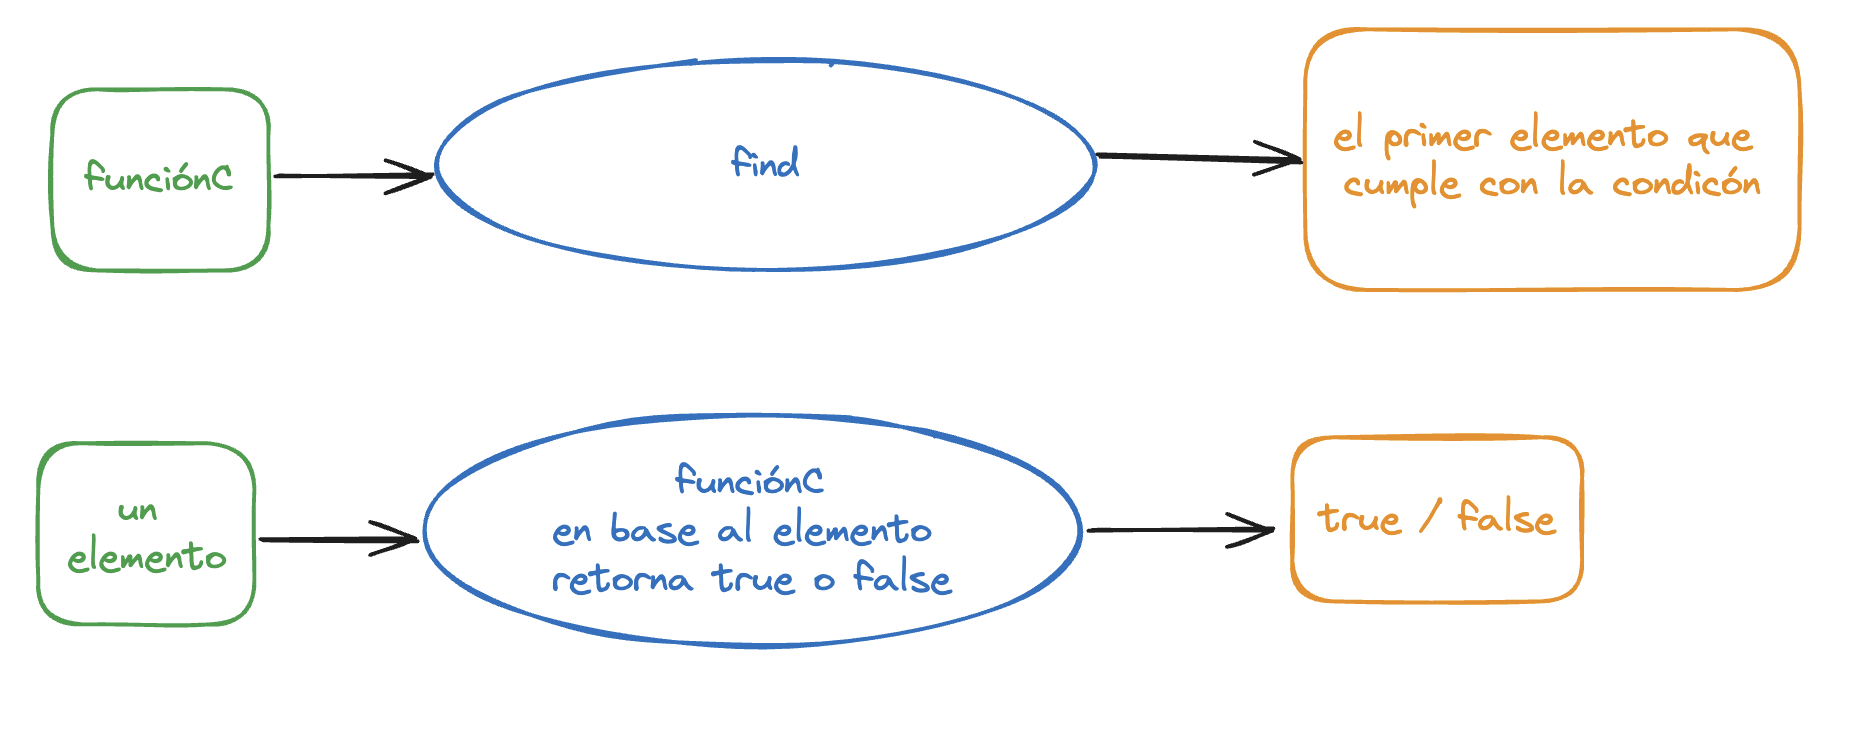 funciónC
find
el primer elemento que
cumple con la condicón
un
elemento
funciónC
en base al elemento
retorna true o false
true / false